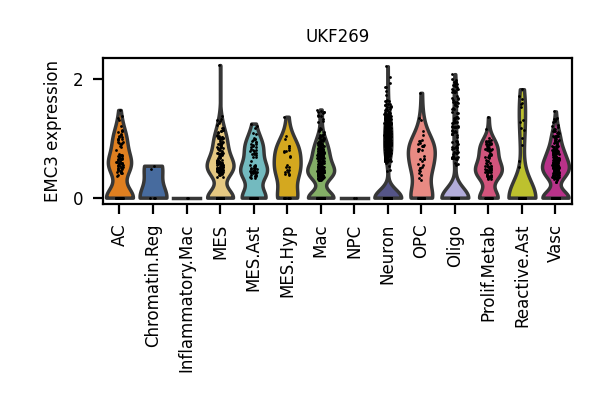 UKF269
EMC3 expression
2
0
AC
Chromatin.Reg
Inflammatory.Mac
MES
MES.Ast
MES.Hyp
Mac
NPC
Neuron
OPC
Oligo
Prolif.Metab
Reactive.Ast
Vasc